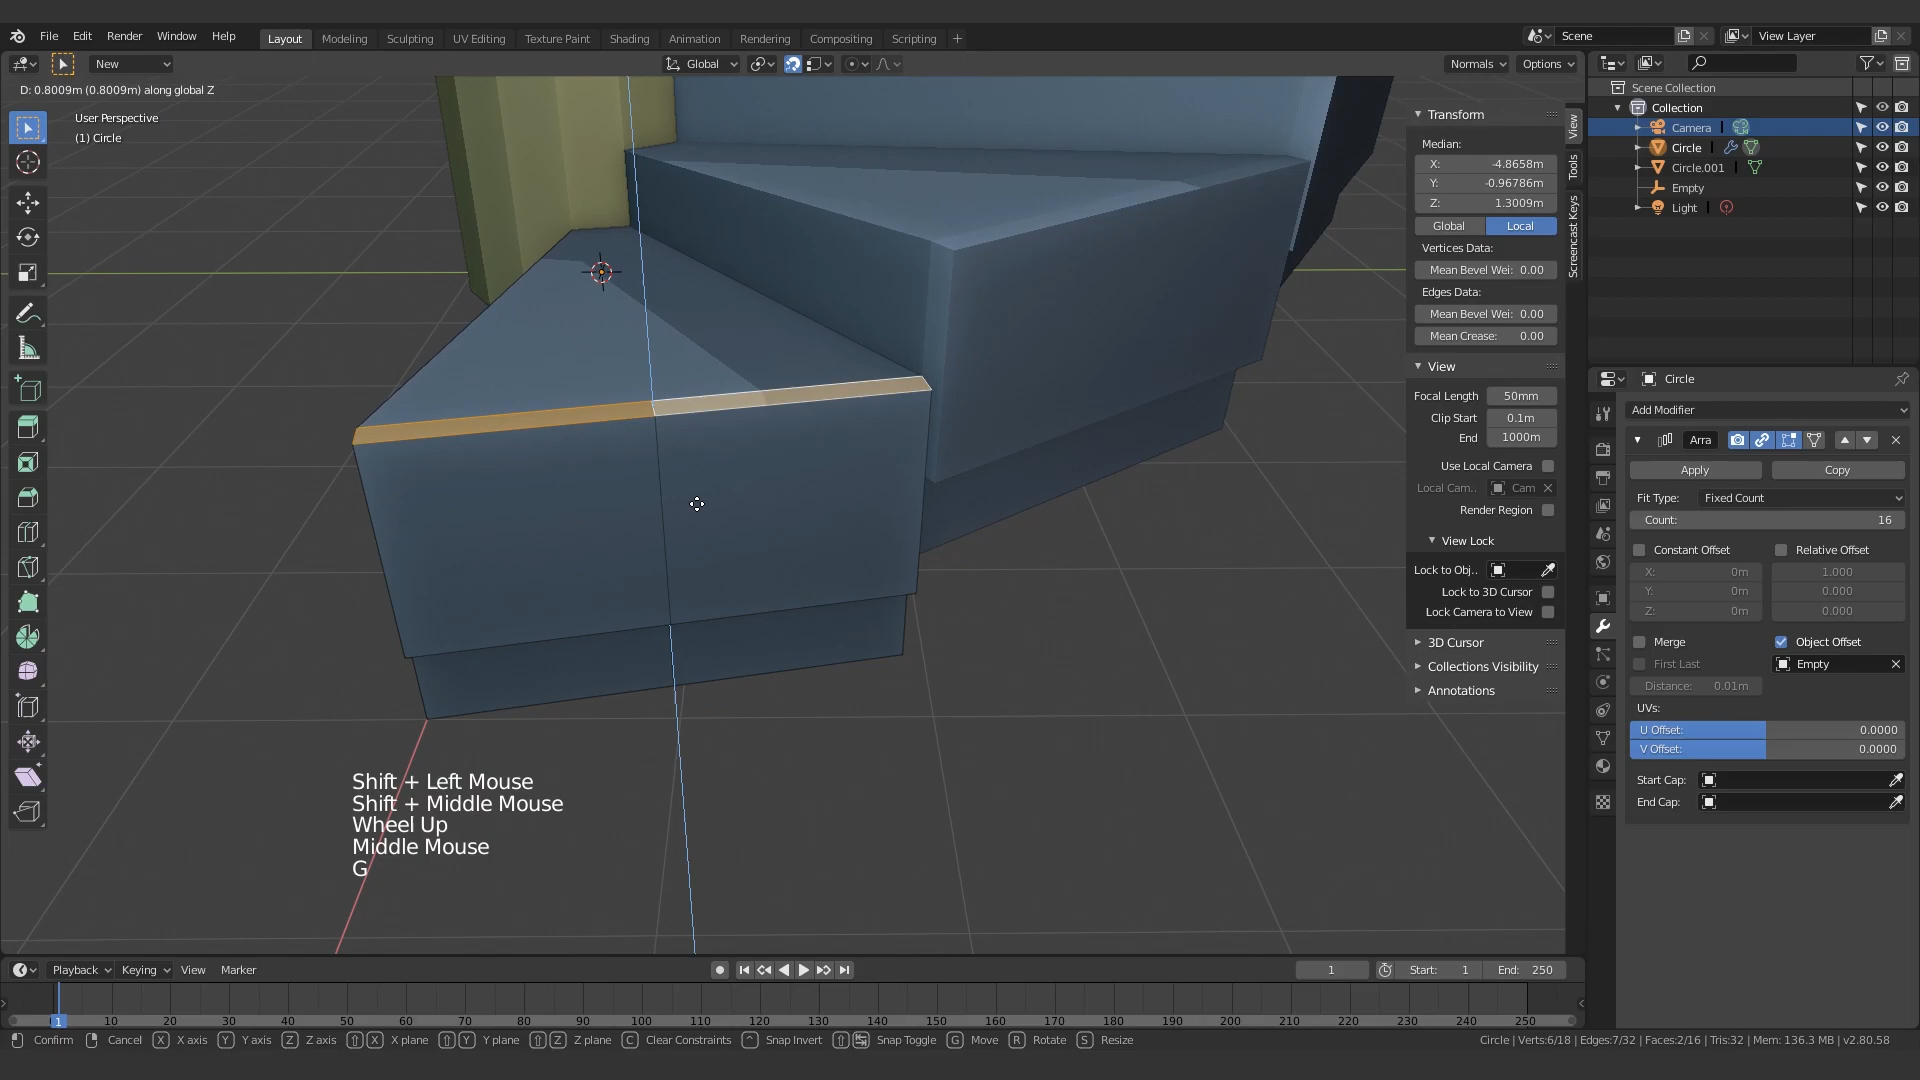 File Edit Render Window Help Layout Modeling Sculpting UV Editing Texture Paint Shading Animation Rendering Compositing Scripting + Scene View Layer
New Global Normals Options
D: 0.8009m (0.8009m) along global Z
User Perspective
(1) Circle
Transform
Median:
X: -4.8658m
Y: -0.96786m
Z: 1.3009m
Global Local
Vertices Data:
Mean Bevel Wei: 0.00
Edges Data:
Mean Bevel Wei: 0.00
Mean Crease: 0.00
View
Focal Length 50mm
Clip Start 0.1m
End 1000m
Use Local Camera
Local Cam.. Cam
Render Region
View Lock
Lock to Obj..
Lock to 3D Cursor
Lock Camera to View
3D Cursor
Collections Visibility
Annotations
View
Tools
Screencast Keys
Scene Collection
Collection
Camera
Circle
Circle.001
Empty
Light
Circle
Add Modifier
Arra
Apply Copy
Fit Type: Fixed Count
Count: 16
Constant Offset Relative Offset
X: 0m 1.000
Y: 0m 0.000
Z: 0m 0.000
Merge Object Offset
First Last Empty
Distance: 0.01m
UVs:
U Offset: 0.0000
V Offset: 0.0000
Start Cap:
End Cap:
Shift + Left Mouse
Shift + Middle Mouse
Wheel Up
Middle Mouse
G
Playback Keying View Marker 1 Start: 1 End: 250
1 10 20 30 40 50 60 70 80 90 100 110 120 130 140 150 160 170 180 190 200 210 220 230 240 250
Confirm Cancel X X axis Y Y axis Z Z axis X X plane Y Y plane Z Z plane C Clear Constraints ^ Snap Invert Snap Toggle G Move R Rotate S Resize Circle | Verts:6/18 | Edges:7/32 | Faces:2/16 | Tris:32 | Mem: 136.3 MB | v2.80.58